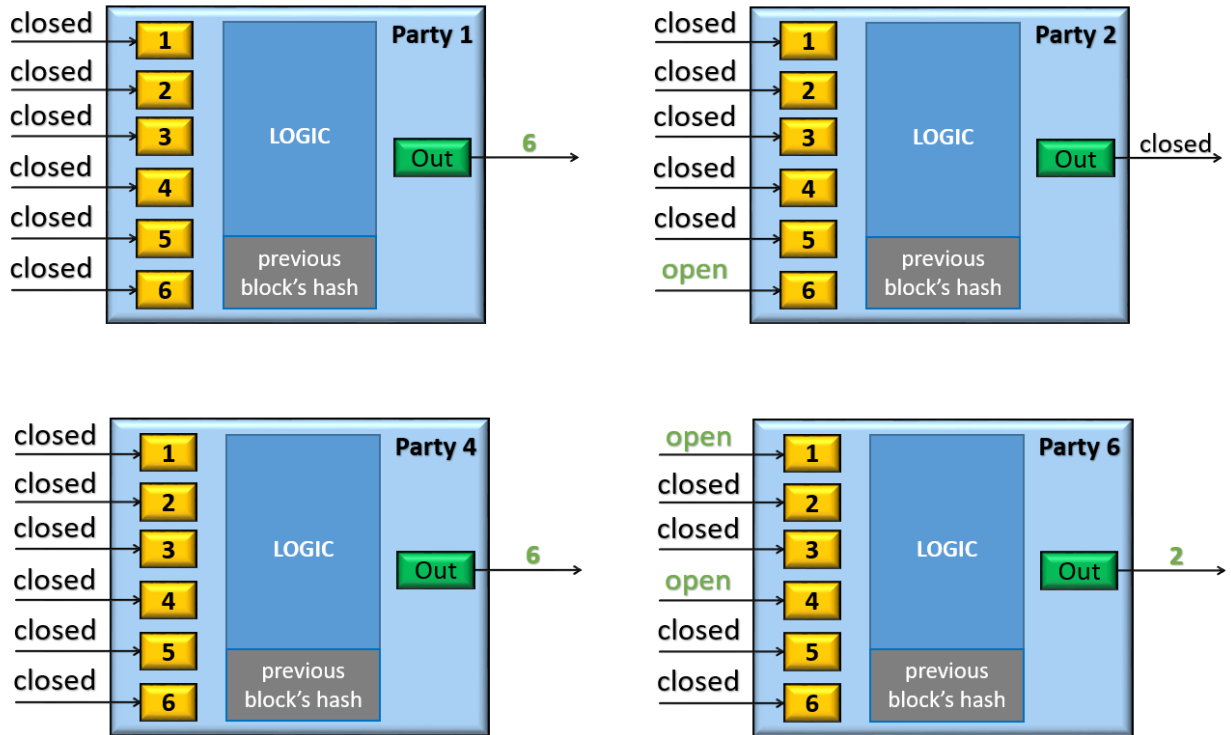 closed
closed
closed
closed
closed
closed
1
2
3
4
5
6
LOGIC
previous
block's hash
Party 1
Out
6
closed
closed
closed
closed
closed
open
1
2
3
4
5
6
LOGIC
previous
block's hash
Party 2
Out
closed
closed
closed
closed
closed
closed
closed
1
2
3
4
5
6
LOGIC
previous
block's hash
Party 4
Out
6
open
closed
closed
open
closed
closed
1
2
3
4
5
6
LOGIC
previous
block's hash
Party 6
Out
2